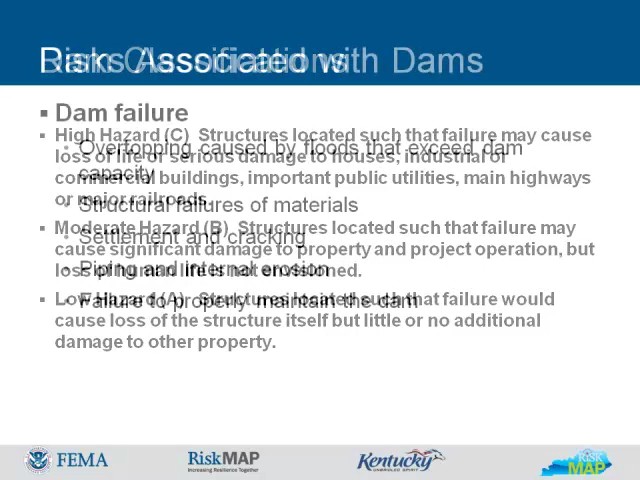 Risks Associated with Dams
Dam Classifications
▪ Dam failure
• Overtopping caused by floods that exceed dam
capacity
• Structural failures of materials
• Settlement and cracking
• Piping and internal erosion
• Failure to properly maintain the dam
▪ High Hazard (C)  Structures located such that failure may cause
loss of life or serious damage to houses, industrial or
commercial buildings, important public utilities, main highways
or major railroads.
▪ Moderate Hazard (B)  Structures located such that failure may
cause significant damage to property and project operation, but
loss of human life is not envisioned.
▪ Low Hazard (A)  Structures located such that failure would
cause loss of the structure itself but little or no additional
damage to other property.
FEMA
RiskMAP
Increasing Resilience Together
Kentucky
UNBRIDLED SPIRIT
RISK
MAP